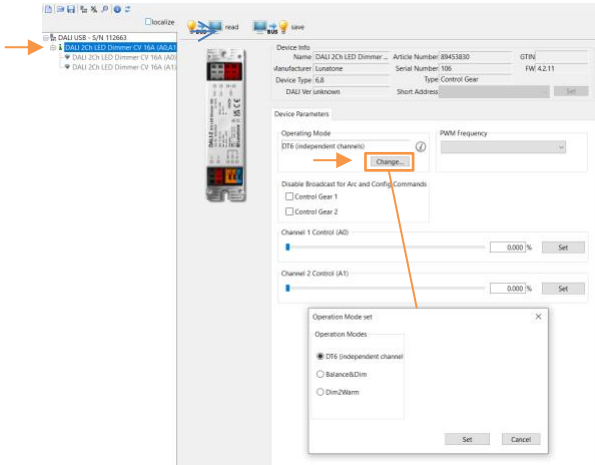 localize
read
save
BUS
BUS
DALI USB - S/N 112663
DALI 2Ch LED Dimmer CV 16A (A0,A1
DALI 2Ch LED Dimmer CV 16A (A0)
DALI 2Ch LED Dimmer CV 16A (A1)
Device Info
Name DALI 2Ch LED Dimmer ... Article Number 89453830 GTIN
Manufacturer Lunatone Serial Number 106 FW 4.2.11
Device Type 6,8 Type Control Gear
DALI Ver unknown Short Address Set
Device Parameters
Operating Mode PWM Frequency
DT6 (independent channels)
Change...
Disable Broadcast for Arc and Config Commands
Control Gear 1
Control Gear 2
Channel 1 Control (A0)
0.000 % Set
Channel 2 Control (A1)
0.000 % Set
Operation Mode set
Operation Modes
DT6 (independent channel
Balance&Dim
Dim2Warm
Set Cancel